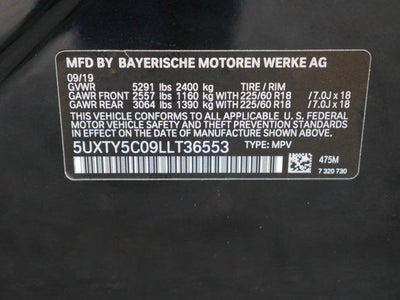 MFD BY BAYERISCHE MOTOREN WERKE AG
09/19
GVWR 5291 lbs 2400 kg TIRE / RIM
GAWR FRONT 2557 lbs 1160 kg 225/60 R18 /7.0J x 18
GAWR REAR 3064 lbs 1390 kg 225/60 R18 /7.0J x 18
THIS VEHICLE CONFORMS TO ALL APPLICABLE U. S. FEDERAL
MOTOR VEHICLE SAFETY, BUMPER, AND THEFT PREVENTION
STANDARDS IN EFFECT ON THE DATE OF MANUFACTURE SHOWN ABOVE.
5UXTY5C09LLT36553 TYPE: MPV
475M
7 320 730